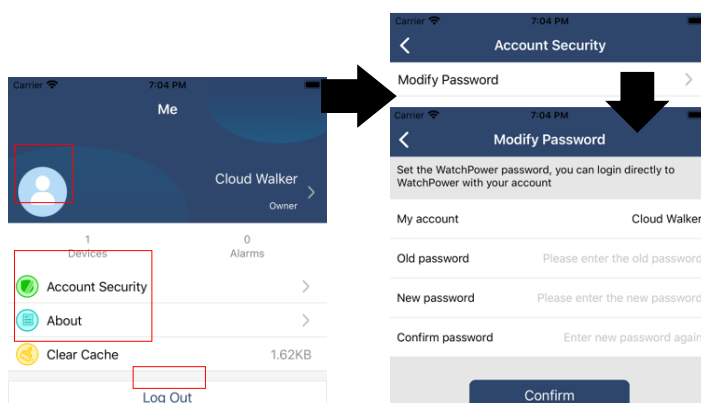 Carrier 7:04 PM
Me
Cloud Walker
Owner
1 0
Devices Alarms
Account Security
About
Clear Cache 1.62KB
Log Out
Carrier 7:04 PM
Account Security
Modify Password
Carrier 7:04 PM
Modify Password
Set the WatchPower password, you can login directly to
WatchPower with your account
My account Cloud Walker
Old password Please enter the old password
New password Please enter the new password
Confirm password Enter new password again
Confirm